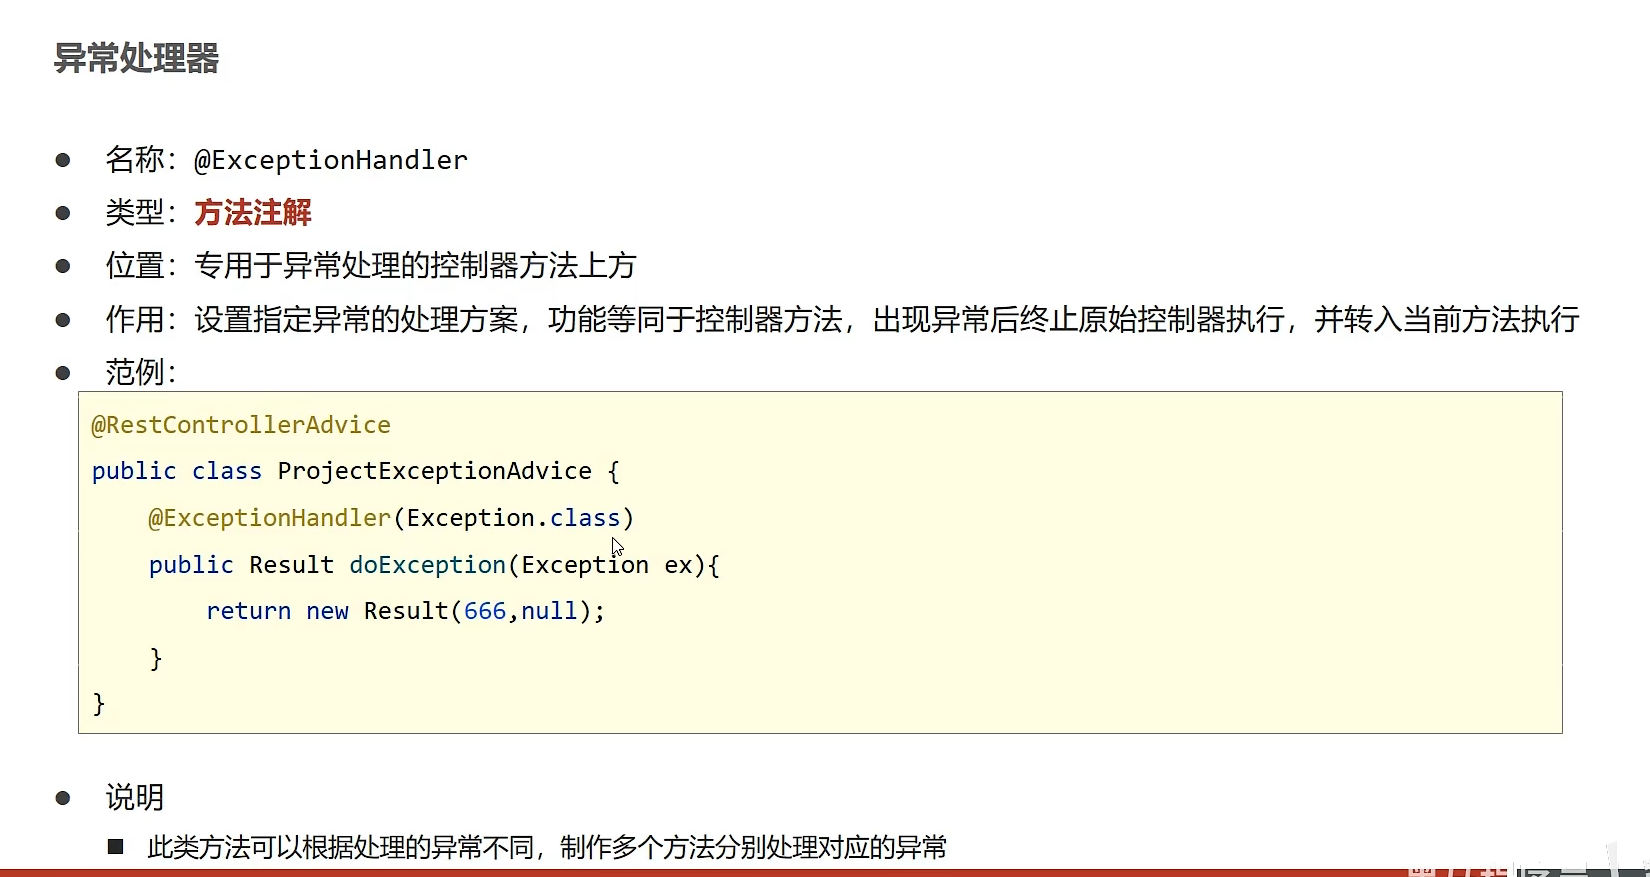 异常处理器
● 名称：@ExceptionHandler
● 类型：方法注解
● 位置：专用于异常处理的控制器方法上方
● 作用：设置指定异常的处理方案，功能等同于控制器方法，出现异常后终止原始控制器执行，并转入当前方法执行
● 范例：
@RestControllerAdvice
public class ProjectExceptionAdvice {
    @ExceptionHandler(Exception.class)
    public Result doException(Exception ex){
        return new Result(666,null);
    }
}
● 说明
■ 此类方法可以根据处理的异常不同，制作多个方法分别处理对应的异常